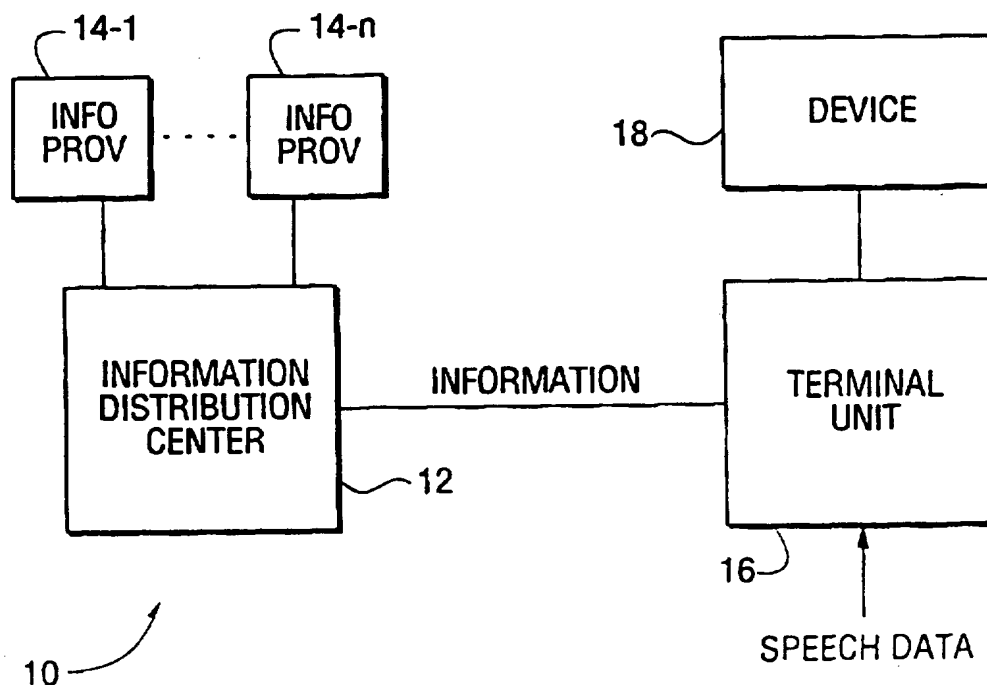 14-1
14-n
INFO
PROV
INFO
PROV
DEVICE
18
INFORMATION
DISTRIBUTION
CENTER
INFORMATION
TERMINAL
UNIT
12
16
10
SPEECH DATA